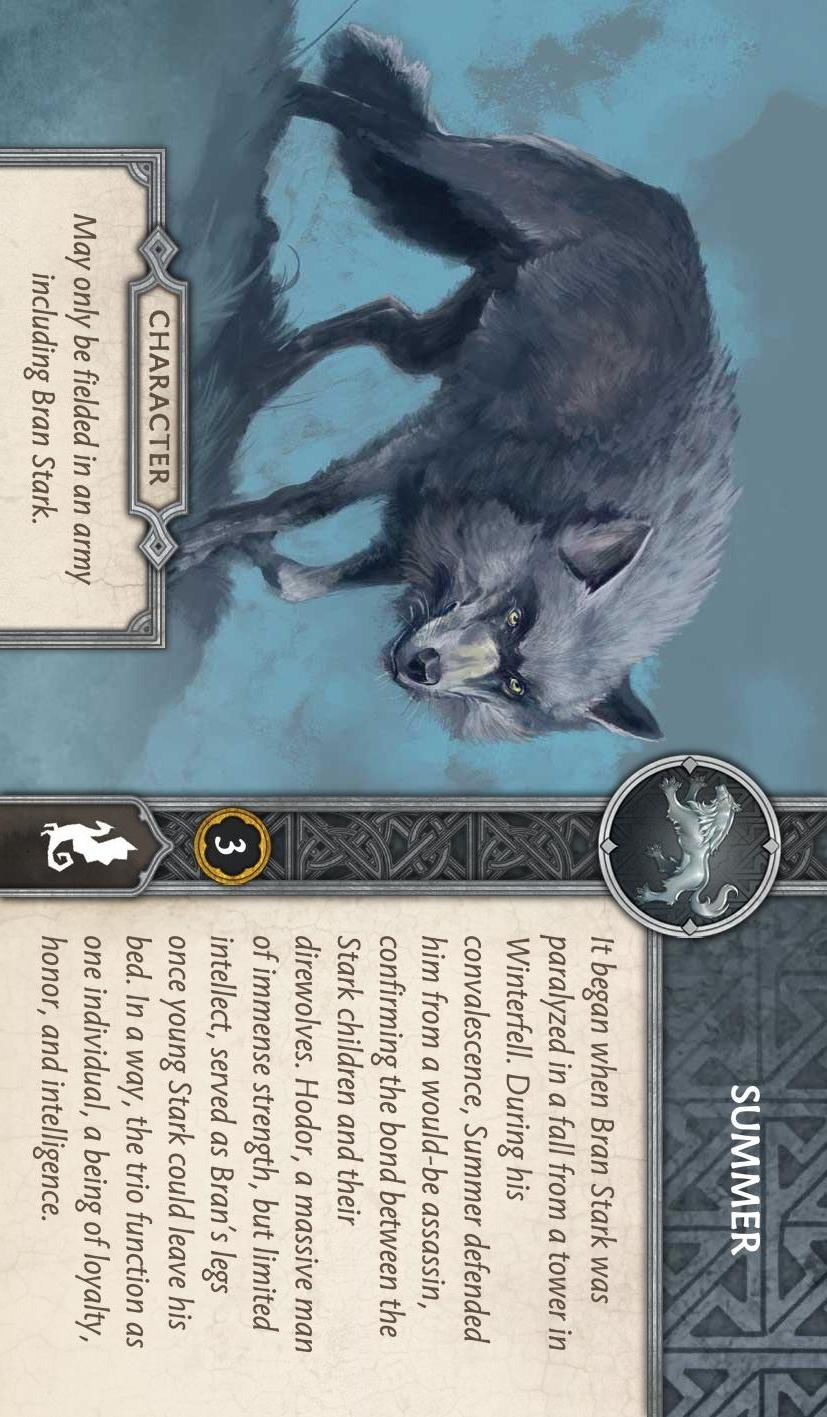 SUMMER
It began when Bran Stark was
paralyzed in a fall from a tower in
Winterfell. During his
convalescence, Summer defended
him from a would-be assassin,
confirming the bond between the
Stark children and their
direwolves. Hodor, a massive man
of immense strength, but limited
intellect, served as Bran's legs
once young Stark could leave his
bed. In a way, the trio function as
one individual, a being of loyalty,
honor, and intelligence.
3
CHARACTER
May only be fielded in an army
including Bran Stark.